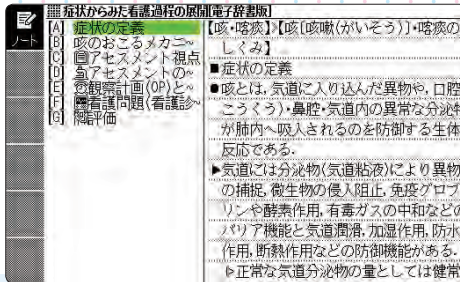 症状からみた看護過程の展開[電子辞書版]
ノート
[A] 症状の定義
[B] 咳のおこるメカニ~
[C] アセスメント視点
[D] アセスメントの~
[E] 観察計画(OP)と~
[F] 看護問題(看護診~
[G] 評価
【咳・喀痰】>【咳[咳嗽(がいそう)]・喀痰の
しくみ】
■症状の定義
●咳とは,気道に入り込んだ異物や,口腔
こうくう)・鼻腔・気道内の異常な分泌物
が肺内へ吸入されるのを防御する生体
反応である.
▶気道には分泌物(気道粘液)により異物
の捕捉,微生物の侵入阻止,免疫グロブ
リンや酵素作用,有毒ガスの中和などの
バリア機能と気道潤滑,加湿作用,防水
作用,断熱作用などの防御機能がある.
▷正常な気道分泌物の量としては健常